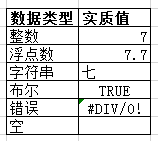 数据类型 实质值
整数 7
浮点数 7.7
字符串 七
布尔 TRUE
错误 #DIV/0!
空